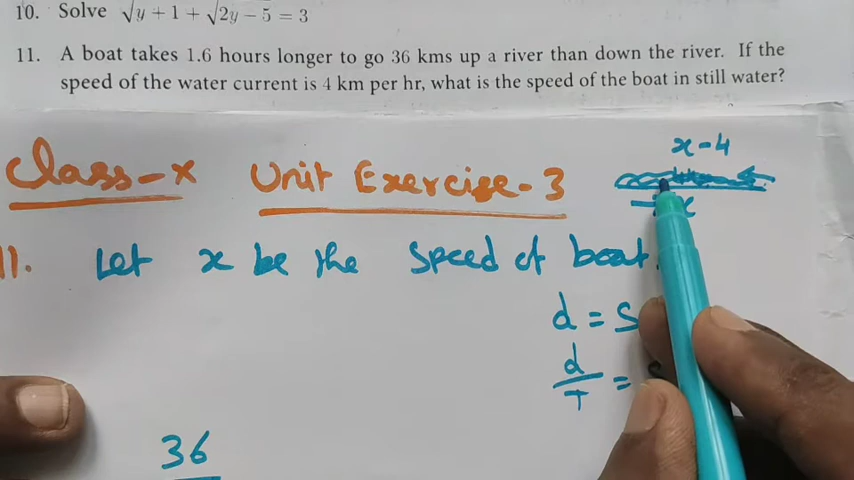 10. Solve √y + 1 + √2y – 5 = 3
11. A boat takes 1.6 hours longer to go 36 kms up a river than down the river. If the
speed of the water current is 4 km per hr, what is the speed of the boat in still water?
x-4
Class-x Unit Exercise-3
x
11. Let x be the speed of boat.
d = S
d/T =
36